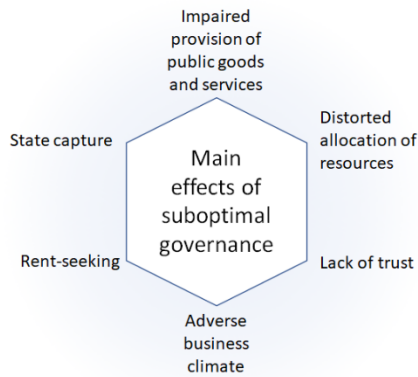 Impaired
provision of
public goods
and services
Distorted
allocation of
resources
State capture
Main
effects of
suboptimal
governance
Rent-seeking
Lack of trust
Adverse
business
climate